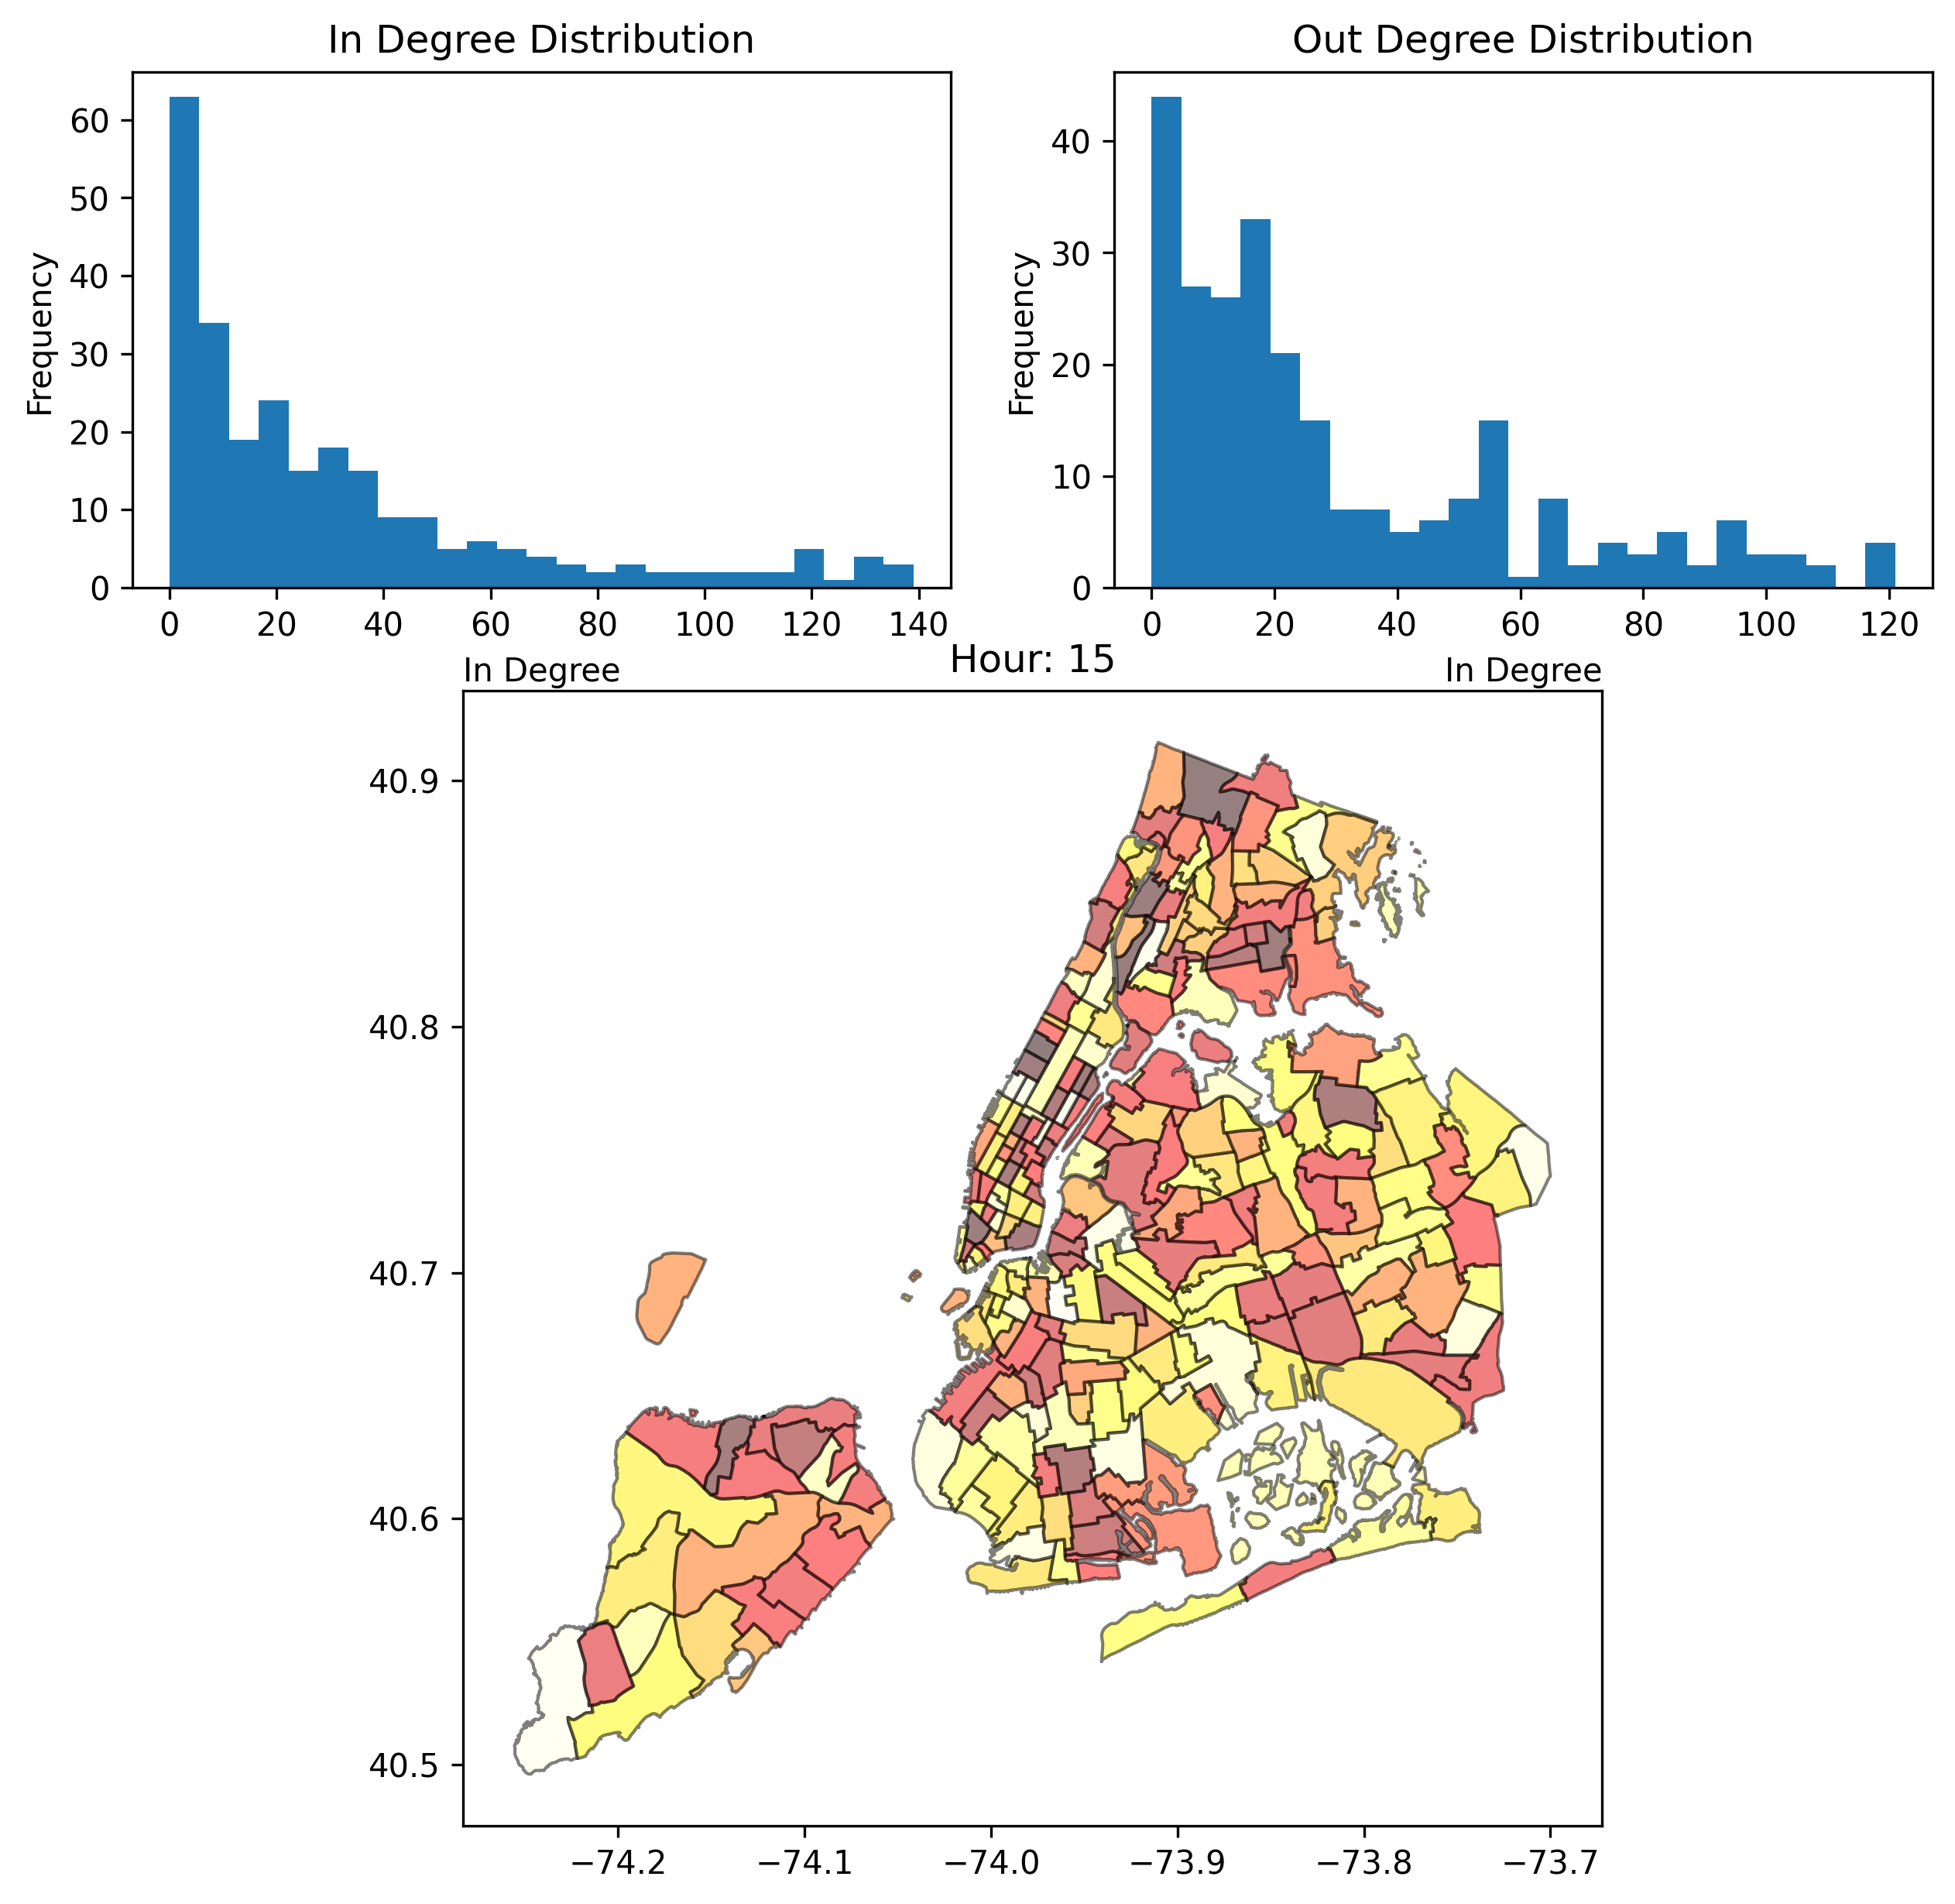 In Degree Distribution
Frequency
60
50
40
30
20
10
0
0 20 40 60 80 100 120 140
Out Degree Distribution
Frequency
40
30
20
10
0
0 20 40 60 80 100 120
In Degree Hour: 15 In Degree
40.9
40.8
40.7
40.6
40.5
−74.2 −74.1 −74.0 −73.9 −73.8 −73.7